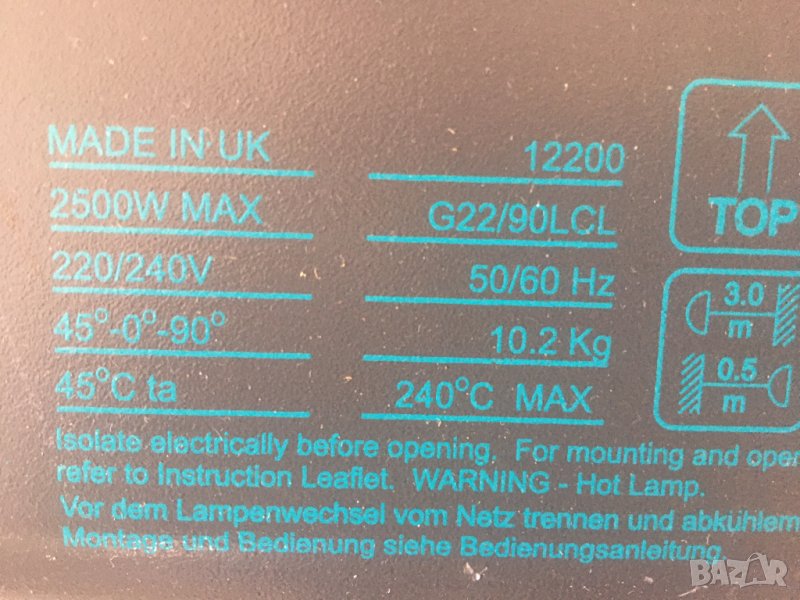 MADE IN UK 12200
2500W MAX G22/90LCL
220/240V 50/60 Hz
45°-0°-90° 10.2 Kg
45°C ta 240°C MAX
TOP
3.0
m
0.5
m
Isolate electrically before opening. For mounting and oper
refer to Instruction Leaflet. WARNING - Hot Lamp.
Vor dem Lampenwechsel vom Netz trennen und abkühlem
Montage und Bedienung siehe Bedienungsanleitung.
BAZAR